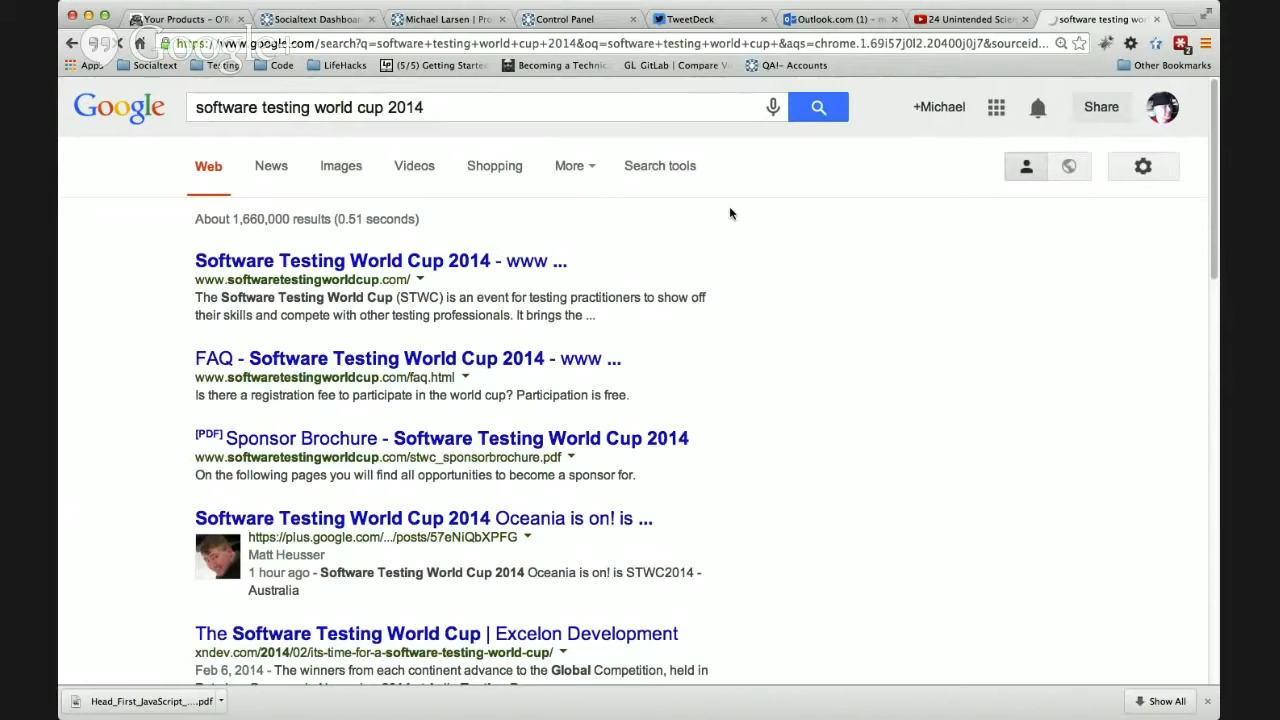 Your Products – O'R
Socialtext Dashboar
Michael Larsen | Pro
Control Panel
TweetDeck
Outlook.com (1) – m
24 Unintended Scien
software testing wor
Google+
https://www.google.com/search?q=software+testing+world+cup+2014&oq=software+testing+world+cup+&aqs=chrome.1.69i57j0l2.20400j0j7&sourceid
Apps
Socialtext
Testing
Code
LifeHacks
(5/5) Getting Starte
Becoming a Technic
GL GitLab | Compare V
QA!– Accounts
Other Bookmarks
Google
software testing world cup 2014
+Michael
Share
Web
News
Images
Videos
Shopping
More
Search tools
About 1,660,000 results (0.51 seconds)
Software Testing World Cup 2014 - www ...
www.softwaretestingworldcup.com/
The Software Testing World Cup (STWC) is an event for testing practitioners to show off
their skills and compete with other testing professionals. It brings the ...
FAQ - Software Testing World Cup 2014 - www ...
www.softwaretestingworldcup.com/faq.html
Is there a registration fee to participate in the world cup? Participation is free.
[PDF] Sponsor Brochure - Software Testing World Cup 2014
www.softwaretestingworldcup.com/stwc_sponsorbrochure.pdf
On the following pages you will find all opportunities to become a sponsor for.
Software Testing World Cup 2014 Oceania is on! is ...
https://plus.google.com/.../posts/57eNiQbXPFG
Matt Heusser
1 hour ago - Software Testing World Cup 2014 Oceania is on! is STWC2014 -
Australia
The Software Testing World Cup | Excelon Development
xndev.com/2014/02/its-time-for-a-software-testing-world-cup/
Feb 6, 2014 - The winners from each continent advance to the Global Competition, held in
Head_First_JavaScript_....pdf
Show All